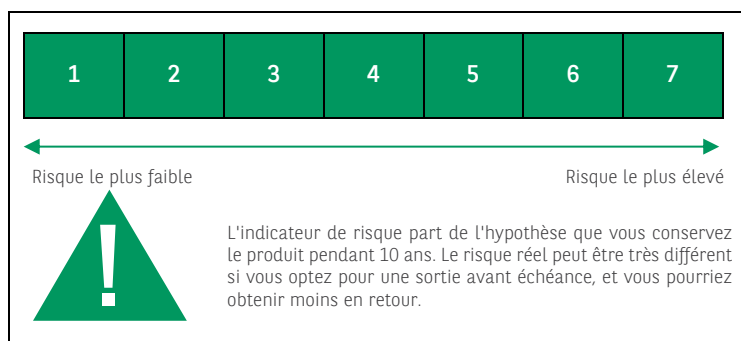 1 2 3 4 5 6 7
Risque le plus faible Risque le plus élevé
!
L'indicateur de risque part de l'hypothèse que vous conservez
le produit pendant 10 ans. Le risque réel peut être très différent
si vous optez pour une sortie avant échéance, et vous pourriez
obtenir moins en retour.